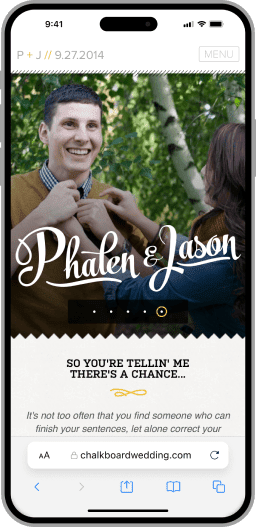 9:41
P + J // 9.27.2014
MENU
Phalen & Jason
SO YOU'RE TELLIN' ME
THERE'S A CHANCE...
It's not too often that you find someone who can
finish your sentences, let alone correct your
AA
chalkboardwedding.com